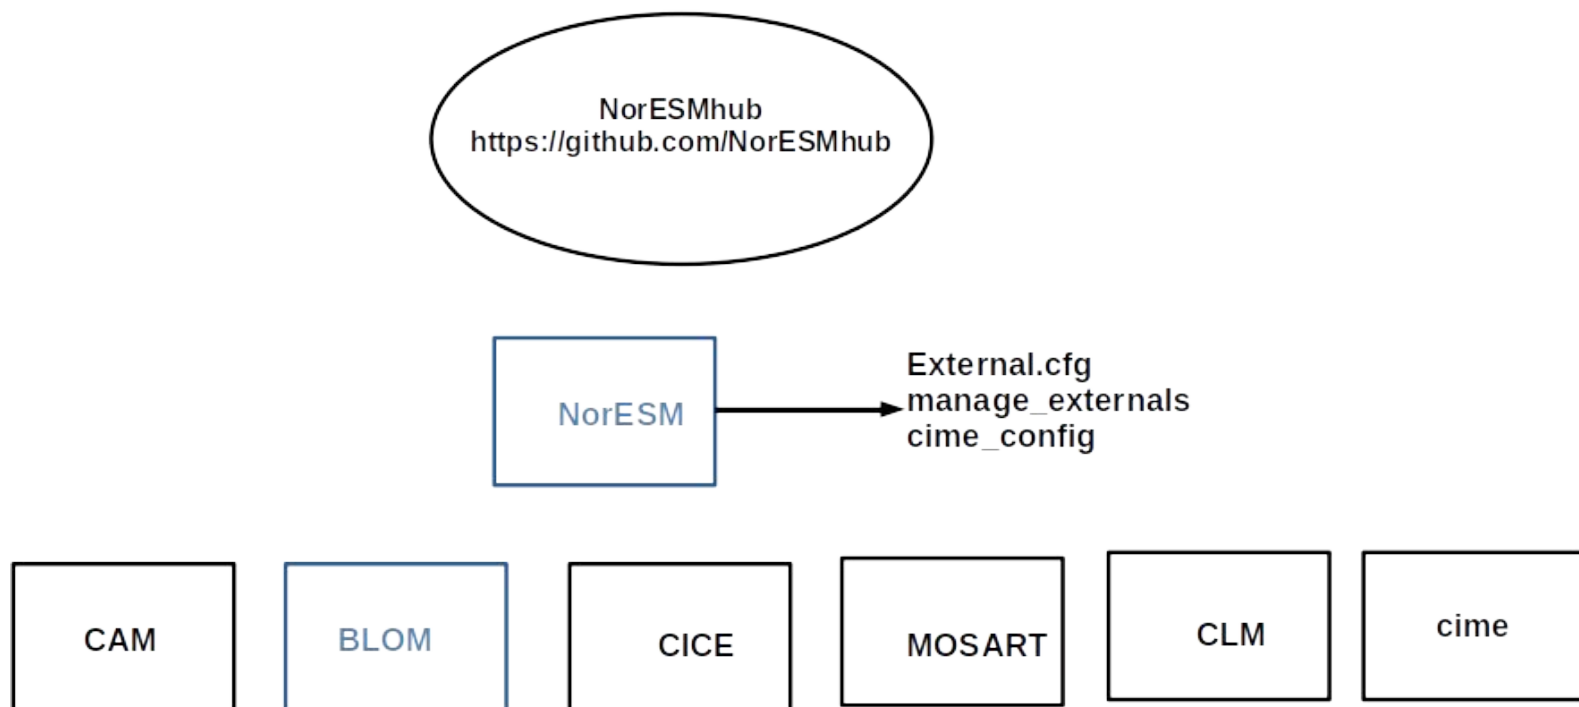 NorESMhub
https://github.com/NorESMhub
NorESM
External.cfg
manage_externals
cime_config
CAM
BLOM
CICE
MOSART
CLM
cime